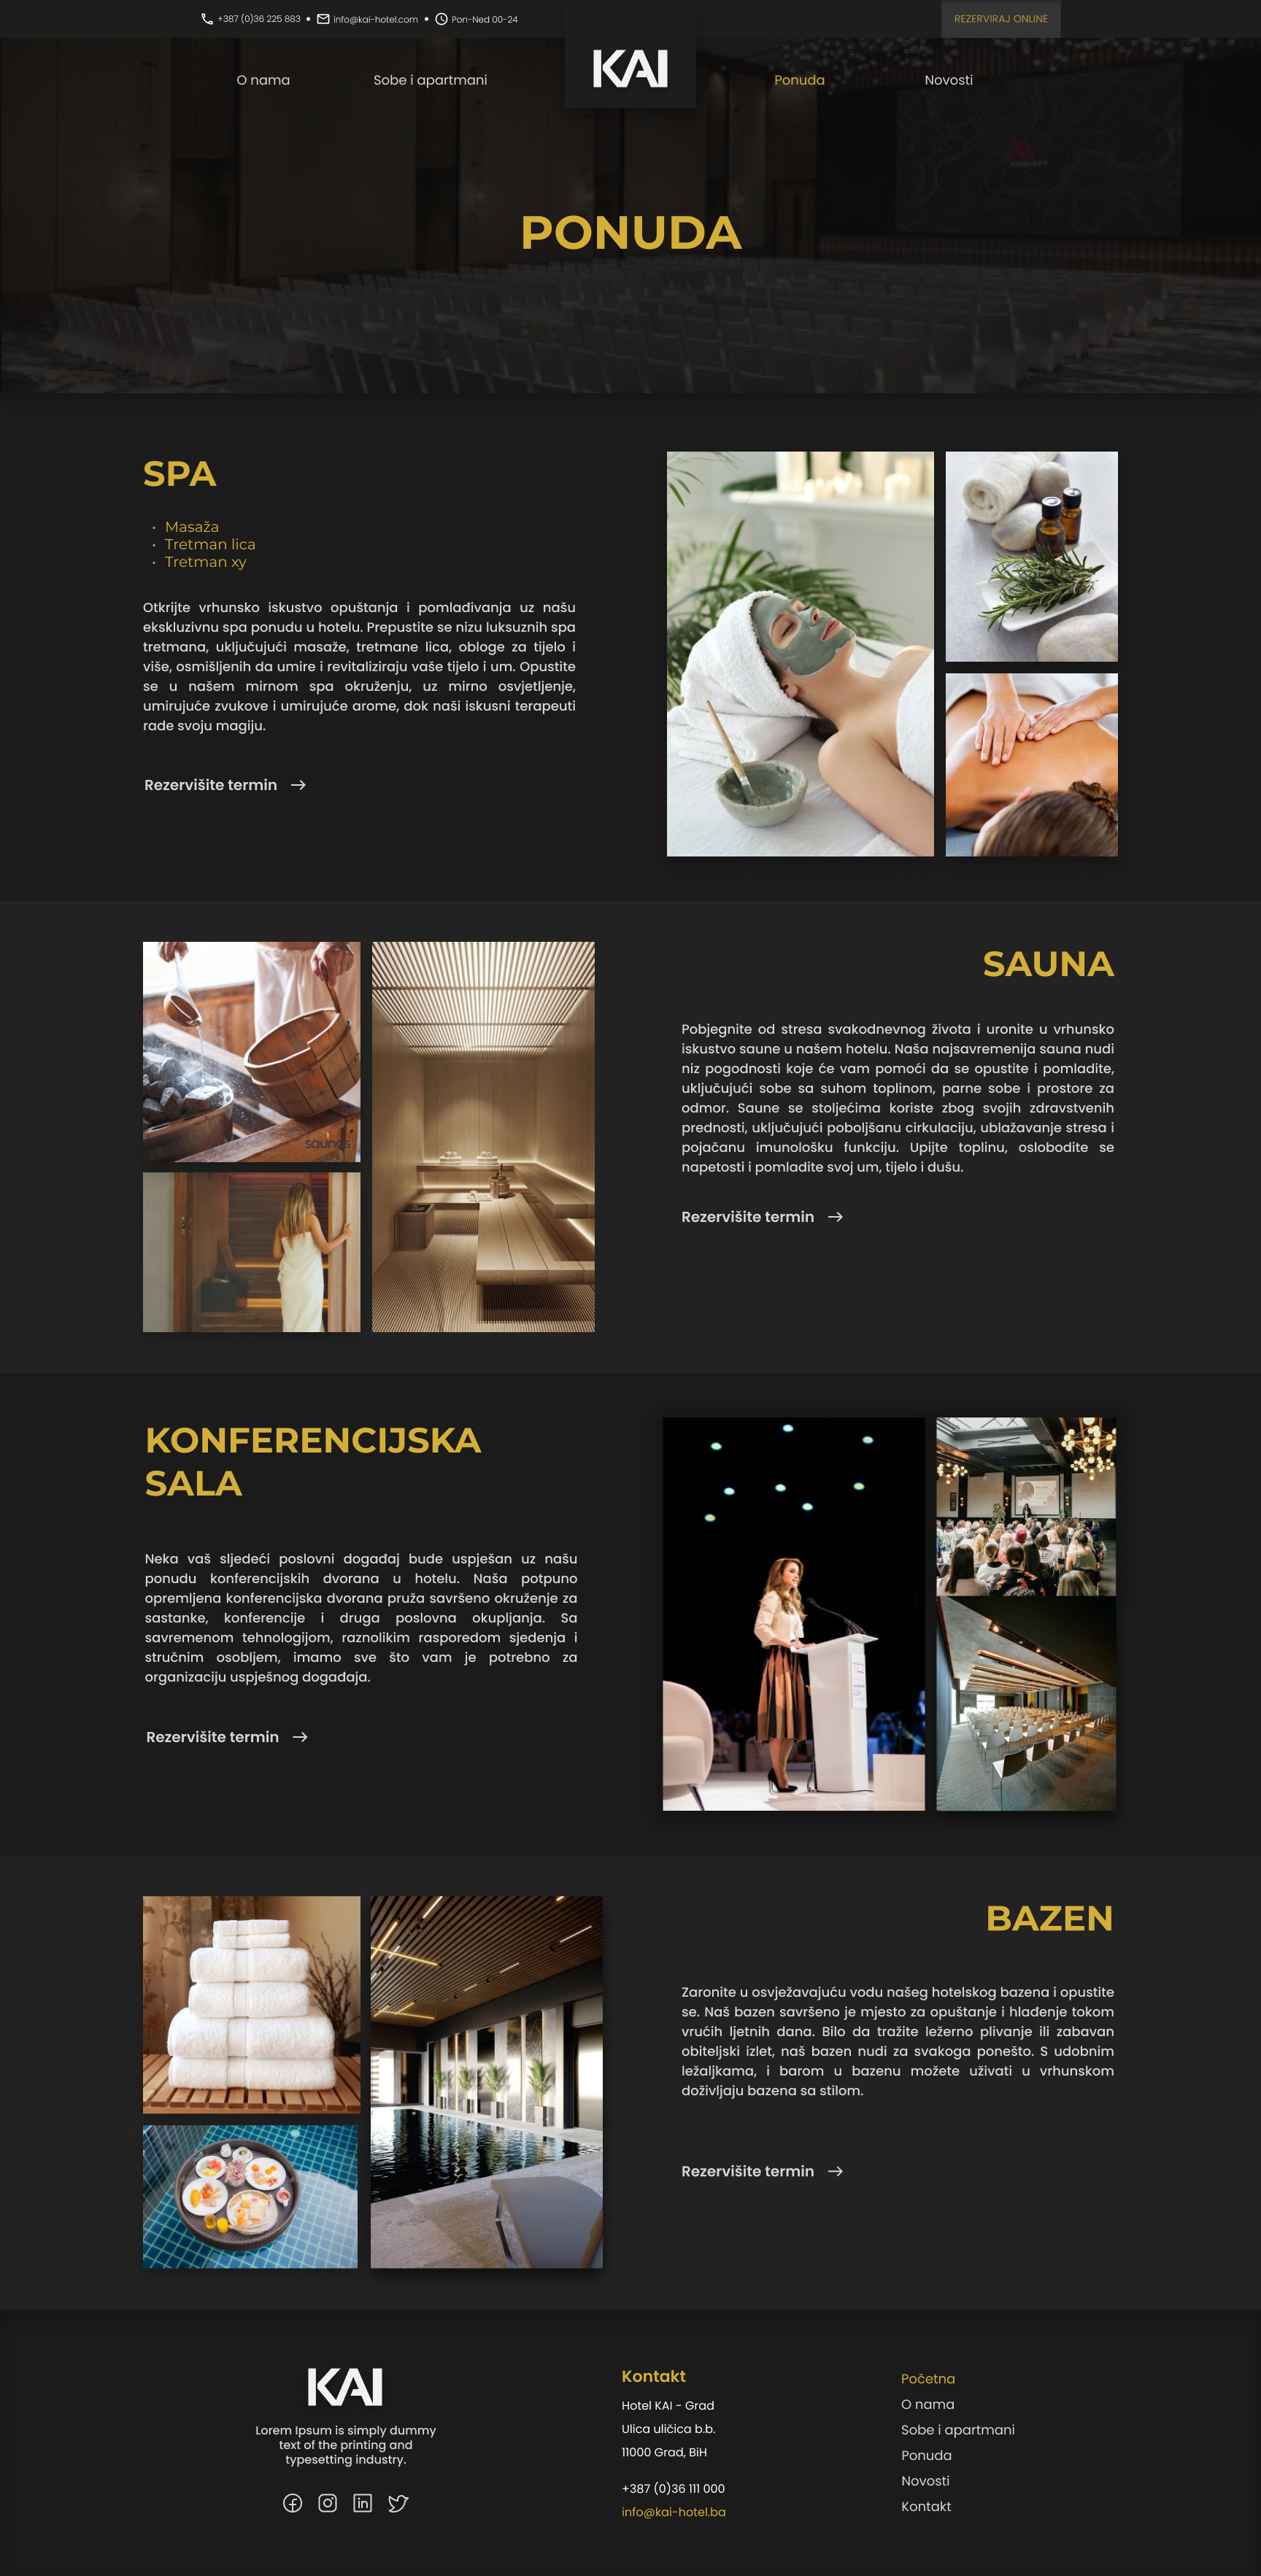 +387 (0)36 225 883 • info@kai-hotel.com • Pon-Ned 00-24
REZERVIRAJ ONLINE
O nama
Sobe i apartmani
KAI
Ponuda
Novosti
PONUDA
SPA
• Masaža
• Tretman lica
• Tretman xy
Otkrijte vrhunsko iskustvo opuštanja i pomlađivanja uz našu
ekskluzivnu spa ponudu u hotelu. Prepustite se nizu luksuznih spa
tretmana, uključujući masaže, tretmane lica, obloge za tijelo i
više, osmišljenih da umire i revitaliziraju vaše tijelo i um. Opustite
se u našem mirnom spa okruženju, uz mirno osvjetljenje,
umirujuće zvukove i umirujuće arome, dok naši iskusni terapeuti
rade svoju magiju.
Rezervišite termin →
SAUNA
Pobjegnite od stresa svakodnevnog života i uronite u vrhunsko
iskustvo saune u našem hotelu. Naša najsavremenija sauna nudi
niz pogodnosti koje će vam pomoći da se opustite i pomladite,
uključujući sobe sa suhom toplinom, parne sobe i prostore za
odmor. Saune se stoljećima koriste zbog svojih zdravstvenih
prednosti, uključujući poboljšanu cirkulaciju, ublažavanje stresa i
pojačanu imunološku funkciju. Upijte toplinu, oslobodite se
napetosti i pomladite svoj um, tijelo i dušu.
saunas
Rezervišite termin →
KONFERENCIJSKA
SALA
Neka vaš sljedeći poslovni događaj bude uspješan uz našu
ponudu konferencijskih dvorana u hotelu. Naša potpuno
opremljena konferencijska dvorana pruža savršeno okruženje za
sastanke, konferencije i druga poslovna okupljanja. Sa
savremenom tehnologijom, raznolikim rasporedom sjedenja i
stručnim osobljem, imamo sve što vam je potrebno za
organizaciju uspješnog događaja.
Rezervišite termin →
BAZEN
Zaronite u osvježavajuću vodu našeg hotelskog bazena i opustite
se. Naš bazen savršeno je mjesto za opuštanje i hlađenje tokom
vrućih ljetnih dana. Bilo da tražite ležerno plivanje ili zabavan
obiteljski izlet, naš bazen nudi za svakoga ponešto. S udobnim
ležaljkama, i barom u bazenu možete uživati u vrhunskom
doživljaju bazena sa stilom.
Rezervišite termin →
KAI
Lorem Ipsum is simply dummy
text of the printing and
typesetting industry.
Kontakt
Hotel KAI - Grad
Ulica uličica b.b.
11000 Grad, BiH
+387 (0)36 111 000
info@kai-hotel.ba
Početna
O nama
Sobe i apartmani
Ponuda
Novosti
Kontakt